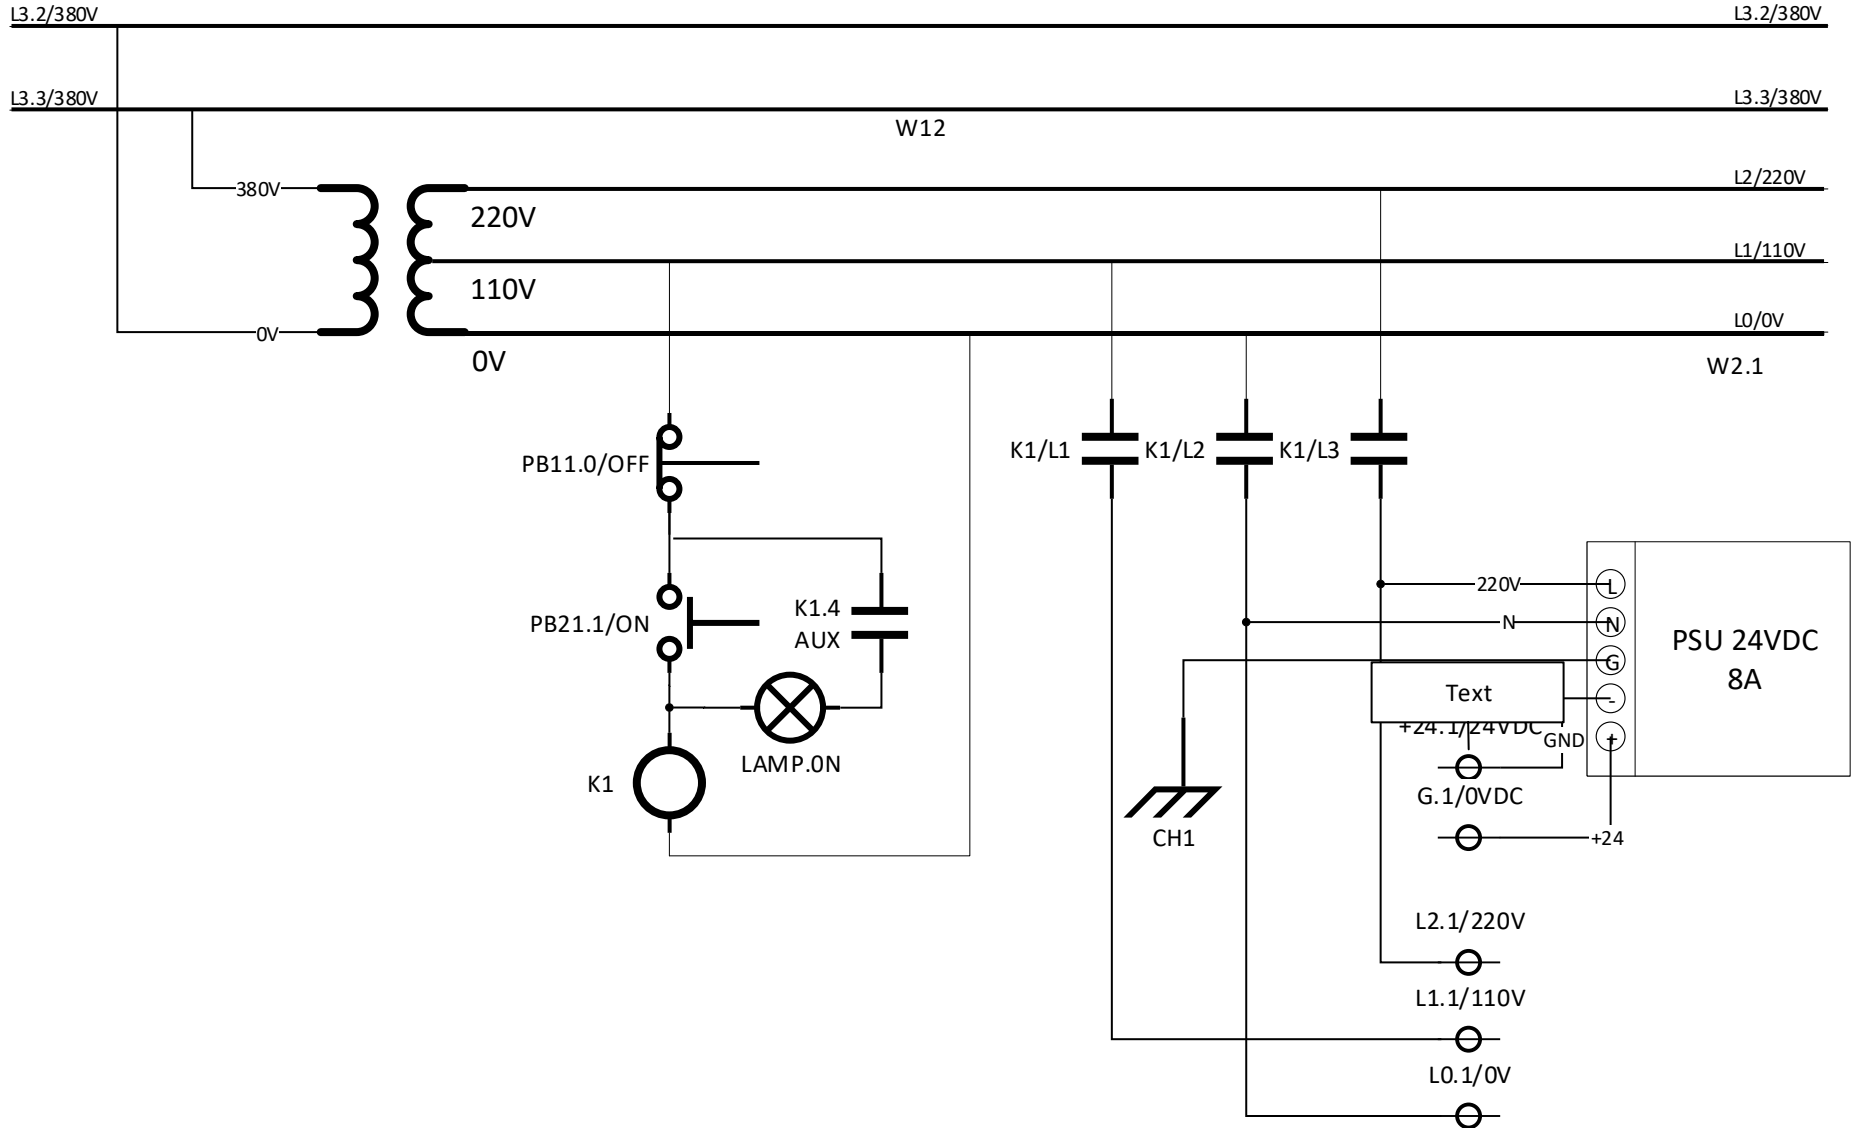 L3.2/380V
L3.2/380V
L3.3/380V
L3.3/380V
W12
380V
L2/220V
220V
L1/110V
110V
0V
L0/0V
0V
W2.1
PB11.0/OFF
K1/L1
K1/L2
K1/L3
220V
L
K1.4
AUX
PB21.1/ON
N
N
PSU 24VDC
8A
G
Text
-
+24.1/24VDC
GND
+
LAMP.0N
K1
G.1/0VDC
CH1
+24
L2.1/220V
L1.1/110V
L0.1/0V